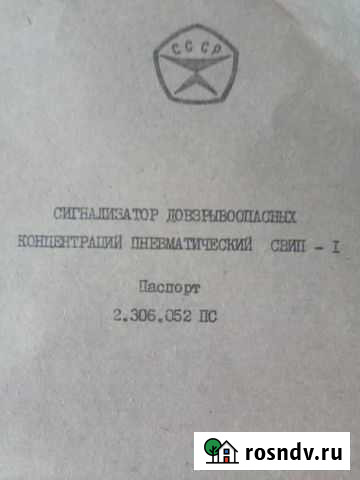 СССР
СИГНАЛИЗАТОР ДОВЗРЫВООПАСНЫХ
КОНЦЕНТРАЦИЙ ПНЕВМАТИЧЕСКИЙ СВИП - I
Паспорт
2.306.052 ПС
rosndv.ru